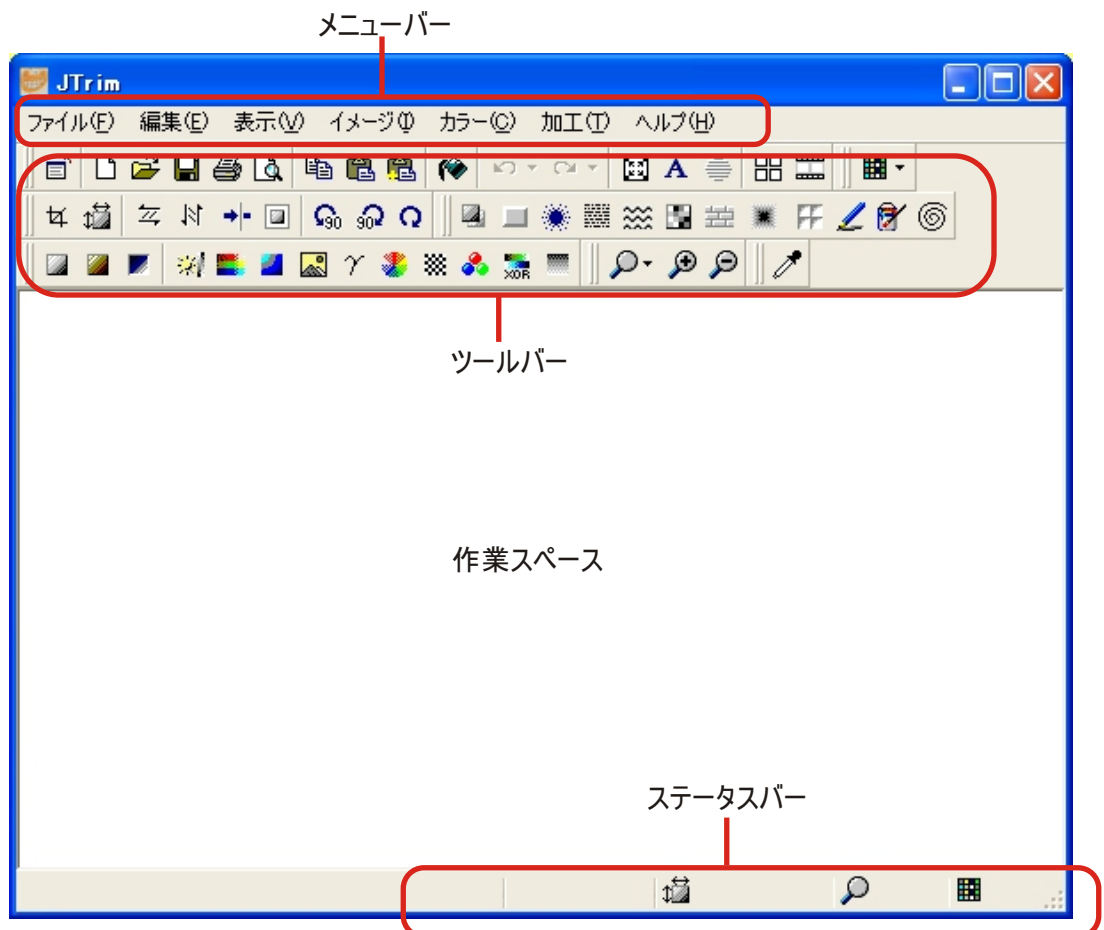 メニューバー
JTrim
ファイル(F) 編集(E) 表示(V) イメージ(I) カラー(C) 加工(T) ヘルプ(H)
A
90 90
γ XOR
ツールバー
作業スペース
ステータスバー